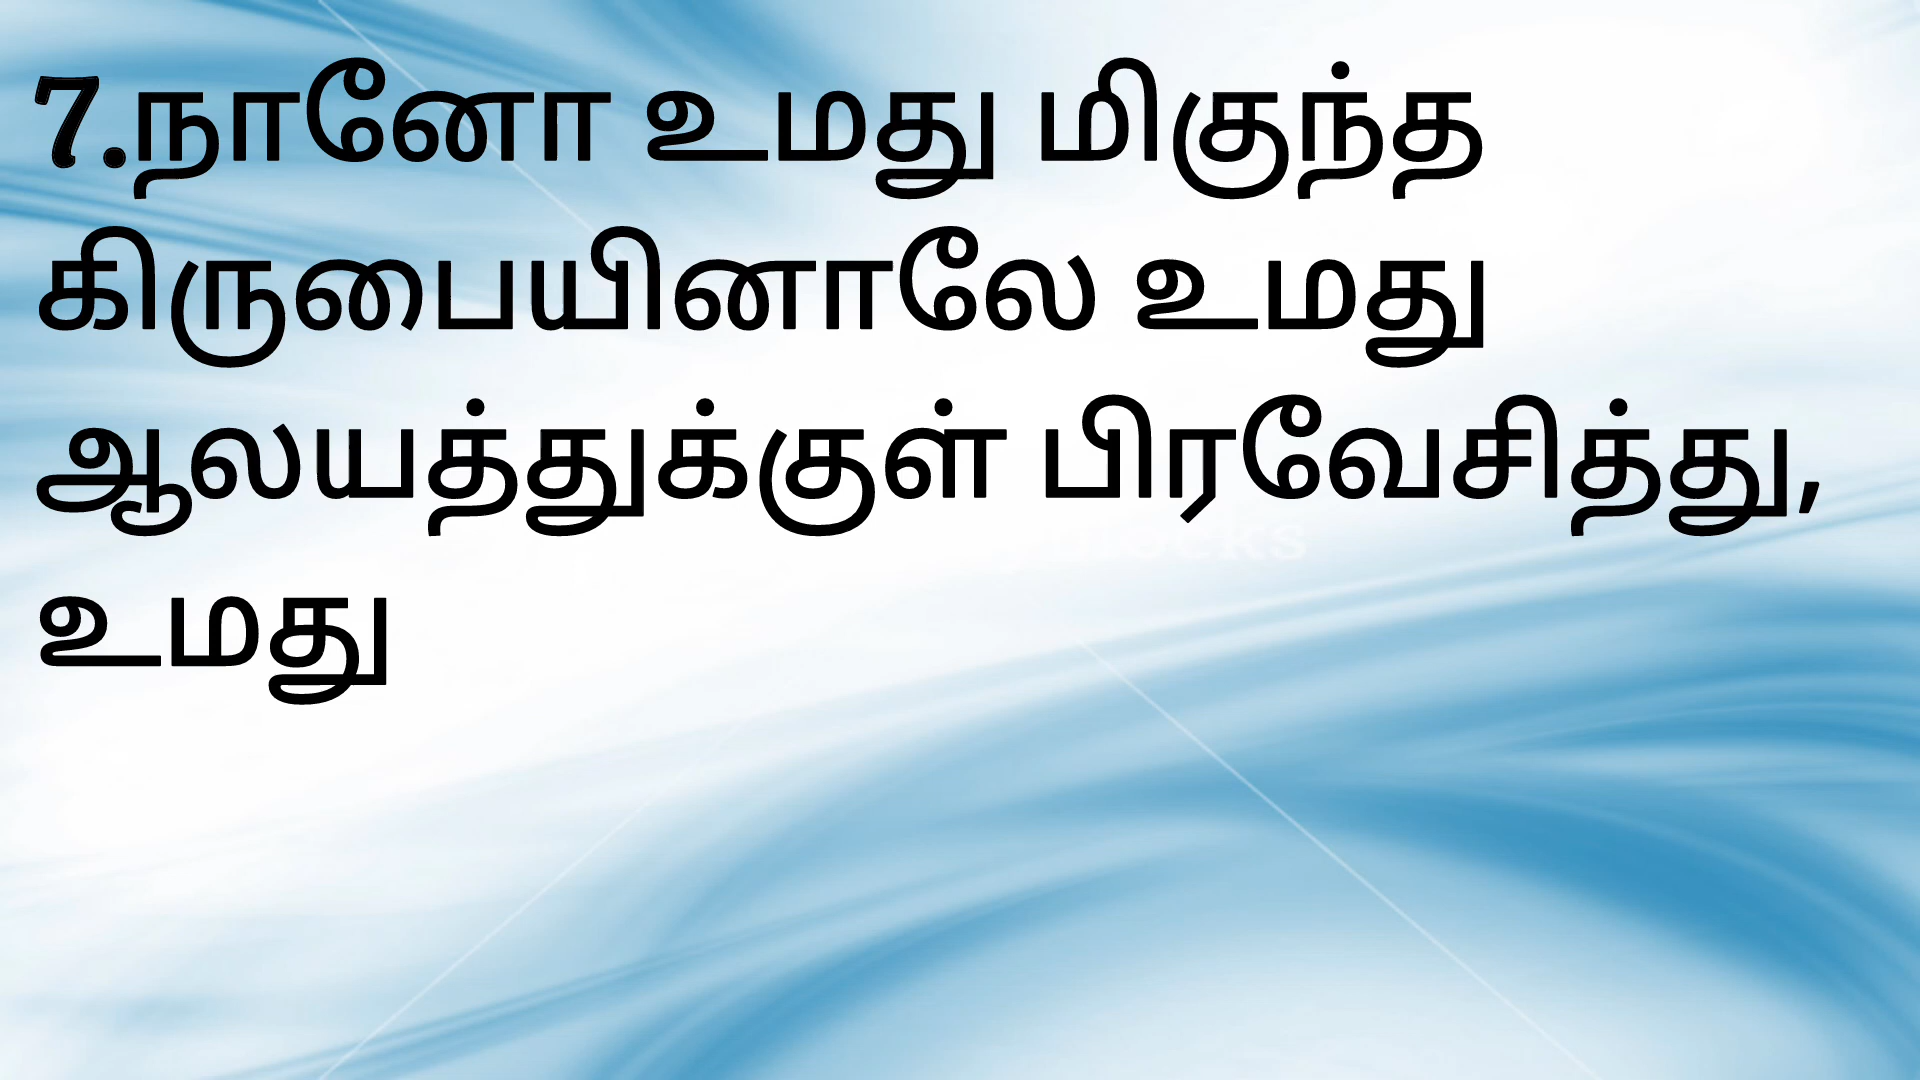 7.நானோ உமது மிகுந்த
கிருபையினாலே உமது
ஆலயத்துக்குள் பிரவேசித்து,
உமது